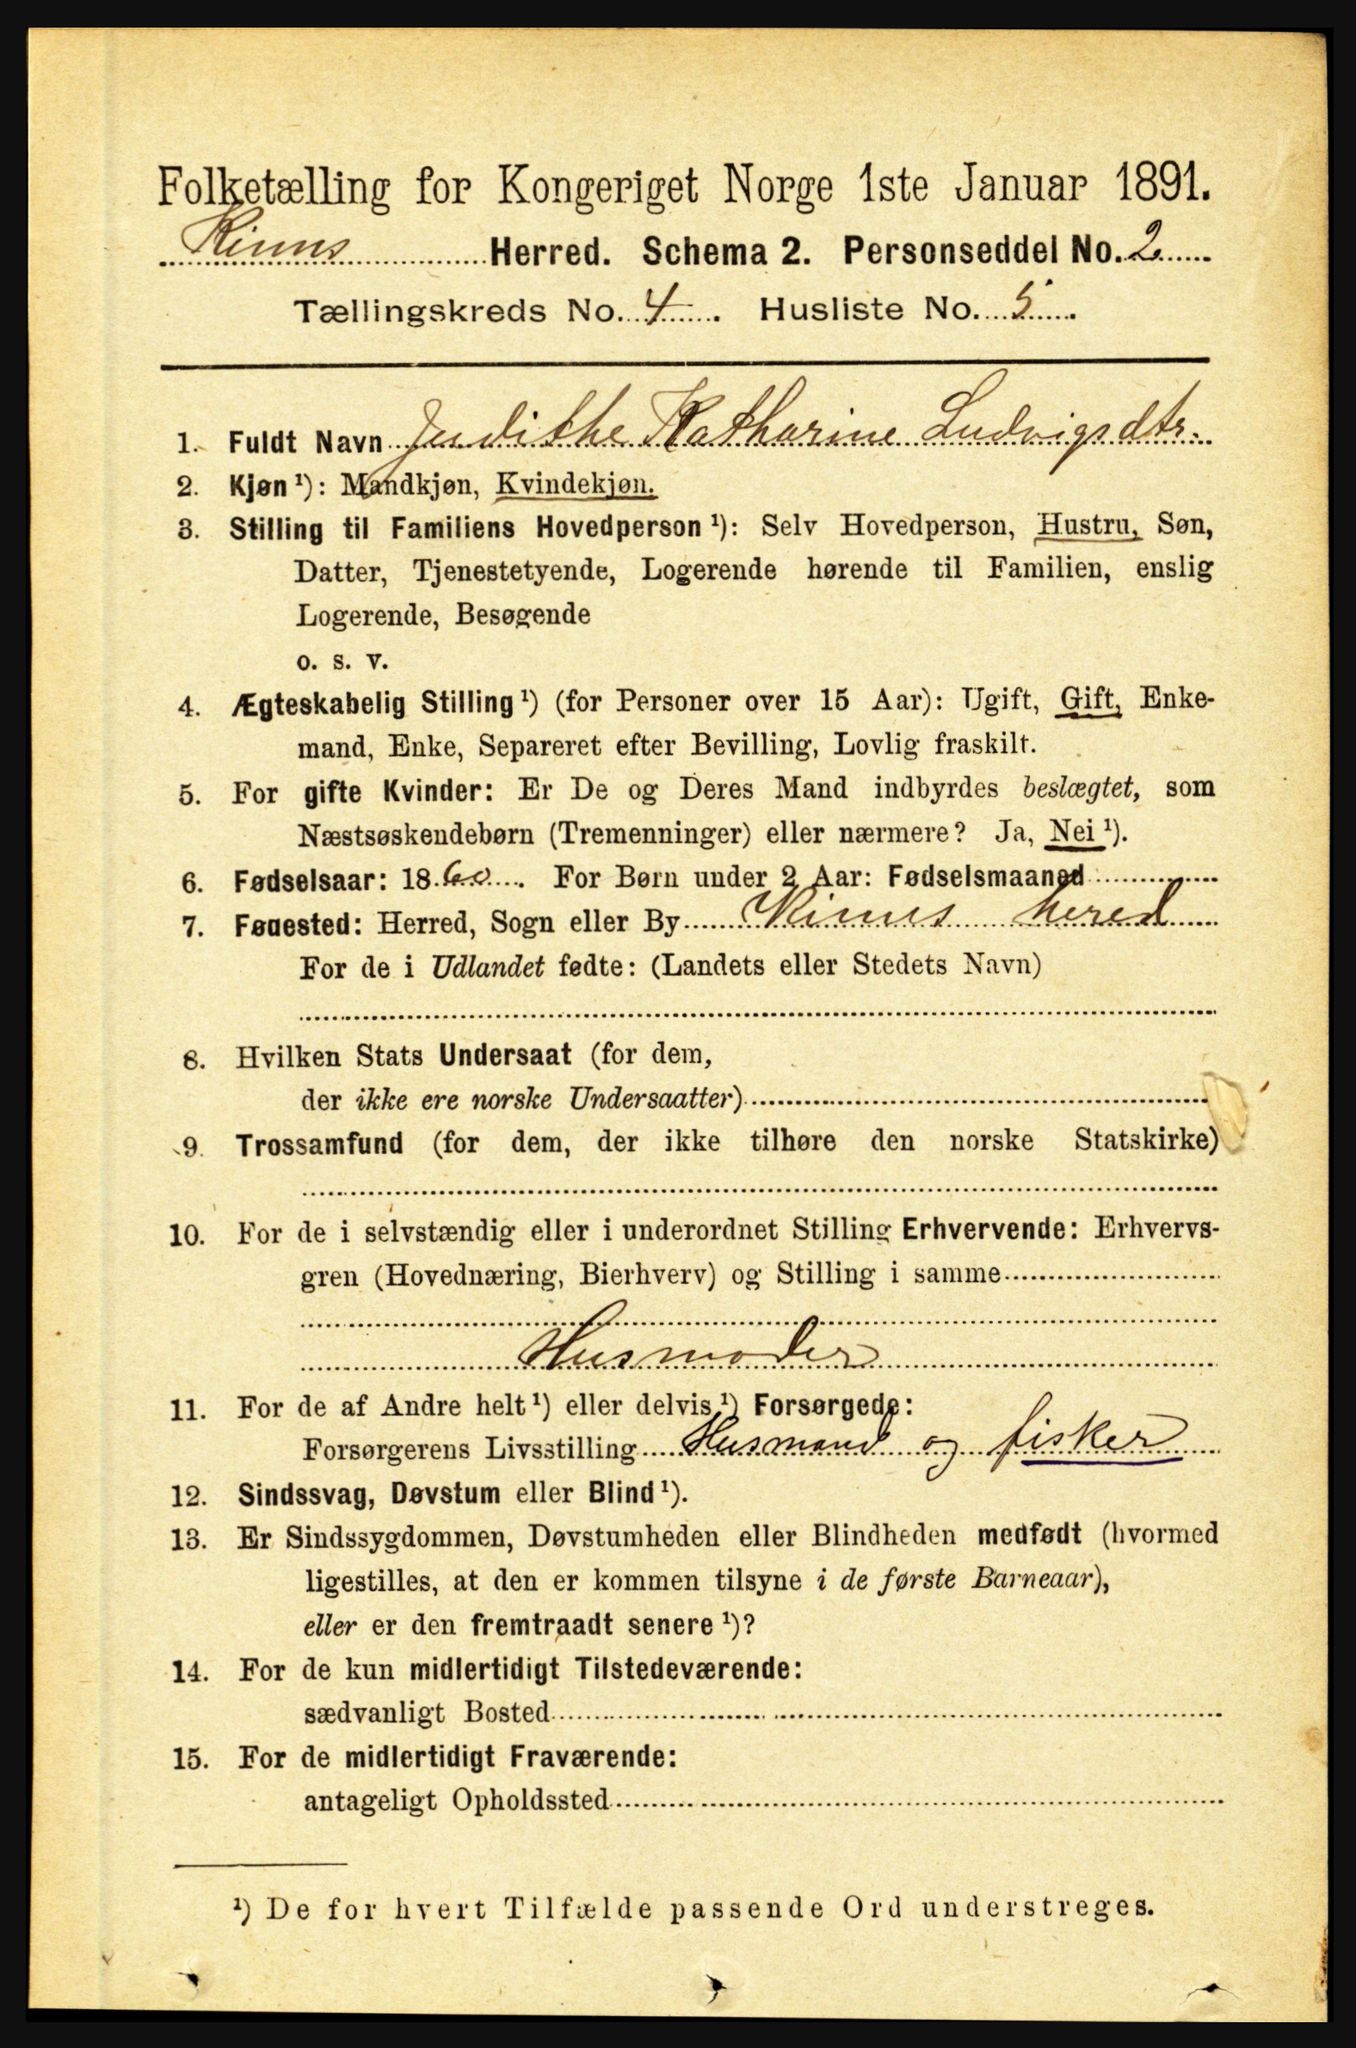 Folketælling for Kongeriget Norge 1ste Januar 1891.
Kinns Herred. Schema 2. Personseddel No. 2
Tællingskreds No. 4. Husliste No. 5.
1. Fuldt Navn Judithe Katharine Ludvigsdtr.
2. Kjøn ¹): Mandkjøn, Kvindekjøn.
3. Stilling til Familiens Hovedperson ¹): Selv Hovedperson, Hustru, Søn,
Datter, Tjenestetyende, Logerende hørende til Familien, enslig
Logerende, Besøgende
o. s. v.
4. Ægteskabelig Stilling ¹) (for Personer over 15 Aar): Ugift, Gift, Enke-
mand, Enke, Separeret efter Bevilling, Lovlig fraskilt.
5. For gifte Kvinder: Er De og Deres Mand indbyrdes beslægtet, som
Næstsøskendebørn (Tremenninger) eller nærmere? Ja, Nei ¹).
6. Fødselsaar: 1860. For Børn under 2 Aar: Fødselsmaaned
7. Fødested: Herred, Sogn eller By Kinns hered
For de i Udlandet fødte: (Landets eller Stedets Navn)
8. Hvilken Stats Undersaat (for dem,
der ikke ere norske Undersaatter)
9. Trossamfund (for dem, der ikke tilhøre den norske Statskirke)
10. For de i selvstændig eller i underordnet Stilling Erhvervende: Erhvervs-
gren (Hovednæring, Bierhverv) og Stilling i samme
Husmoder
11. For de af Andre helt ¹) eller delvis ¹) Forsørgede:
Forsørgerens Livsstilling Husmand og fisker
12. Sindssvag, Døvstum eller Blind ¹).
13. Er Sindssygdommen, Døvstumheden eller Blindheden medfødt (hvormed
ligestilles, at den er kommen tilsyne i de første Barneaar),
eller er den fremtraadt senere ¹)?
14. For de kun midlertidigt Tilstedeværende:
sædvanligt Bosted
15. For de midlertidigt Fraværende:
antageligt Opholdssted
¹) De for hvert Tilfælde passende Ord understreges.